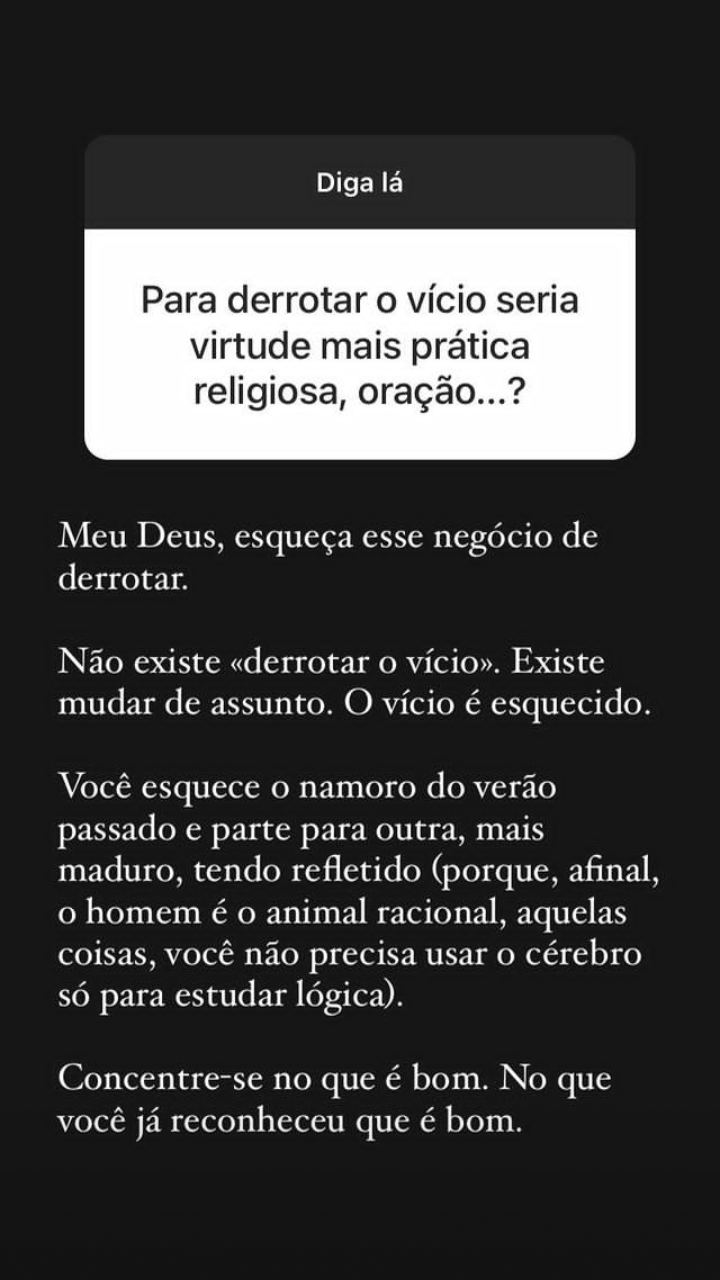 Diga lá
Para derrotar o vício seria
virtude mais prática
religiosa, oração...?
Meu Deus, esqueça esse negócio de
derrotar.
Não existe «derrotar o vício». Existe
mudar de assunto. O vício é esquecido.
Você esquece o namoro do verão
passado e parte para outra, mais
maduro, tendo refletido (porque, afinal,
o homem é o animal racional, aquelas
coisas, você não precisa usar o cérebro
só para estudar lógica).
Concentre-se no que é bom. No que
você já reconheceu que é bom.